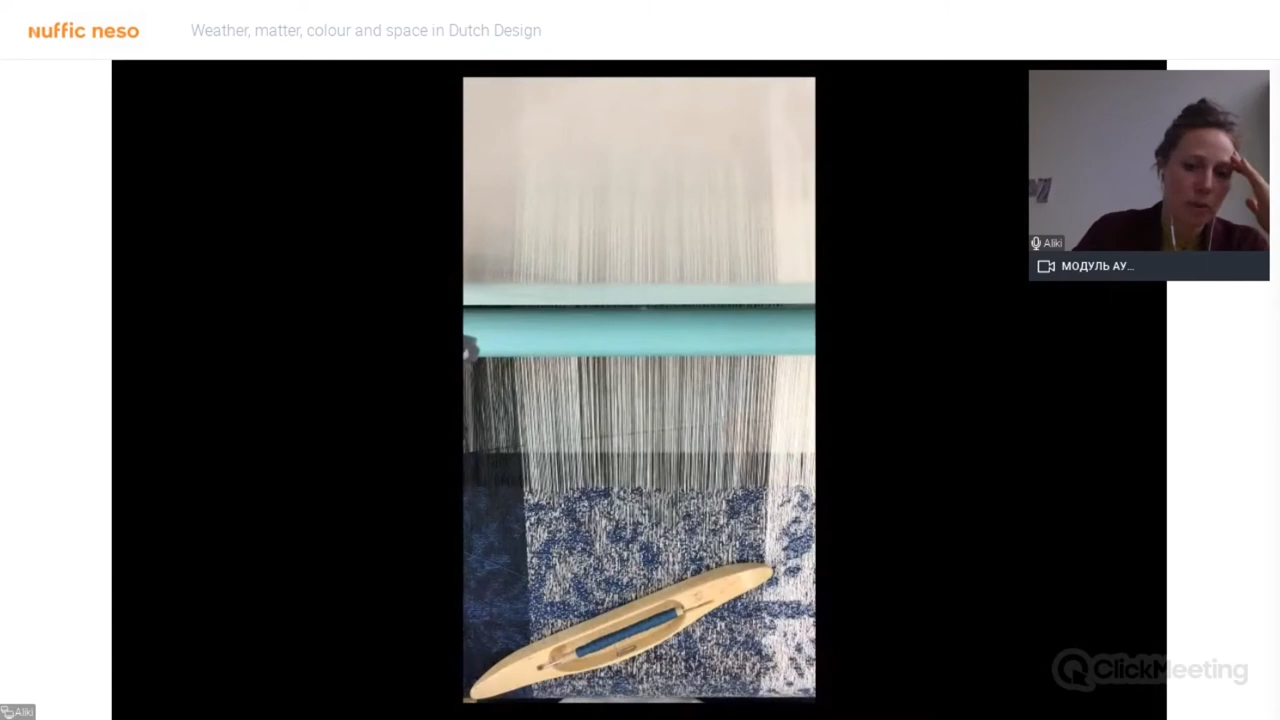 Nuffic neso
Weather, matter, colour and space in Dutch Design
Aliki
МОДУЛЬ АУ...
ClickMeeting
Aliki